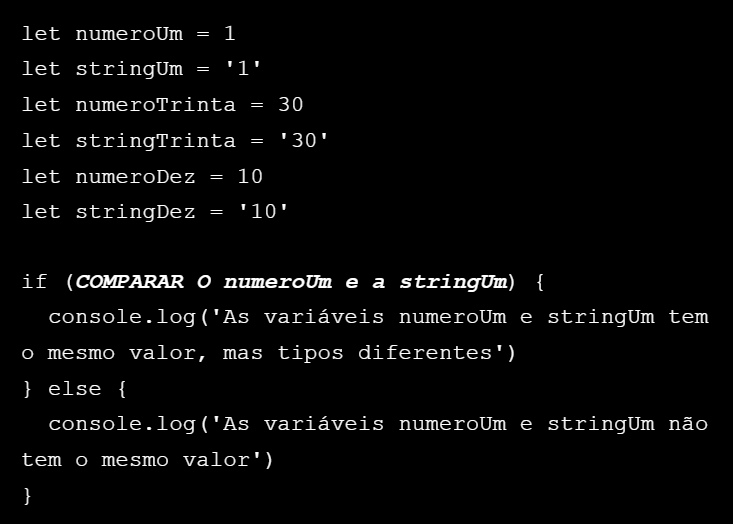 let numeroUm = 1
let stringUm = '1'
let numeroTrinta = 30
let stringTrinta = '30'
let numeroDez = 10
let stringDez = '10'
if (COMPARAR O numeroUm e a stringUm) {
console.log('As variáveis numeroUm e stringUm tem
o mesmo valor, mas tipos diferentes')
} else {
console.log('As variáveis numeroUm e stringUm não
tem o mesmo valor')
}